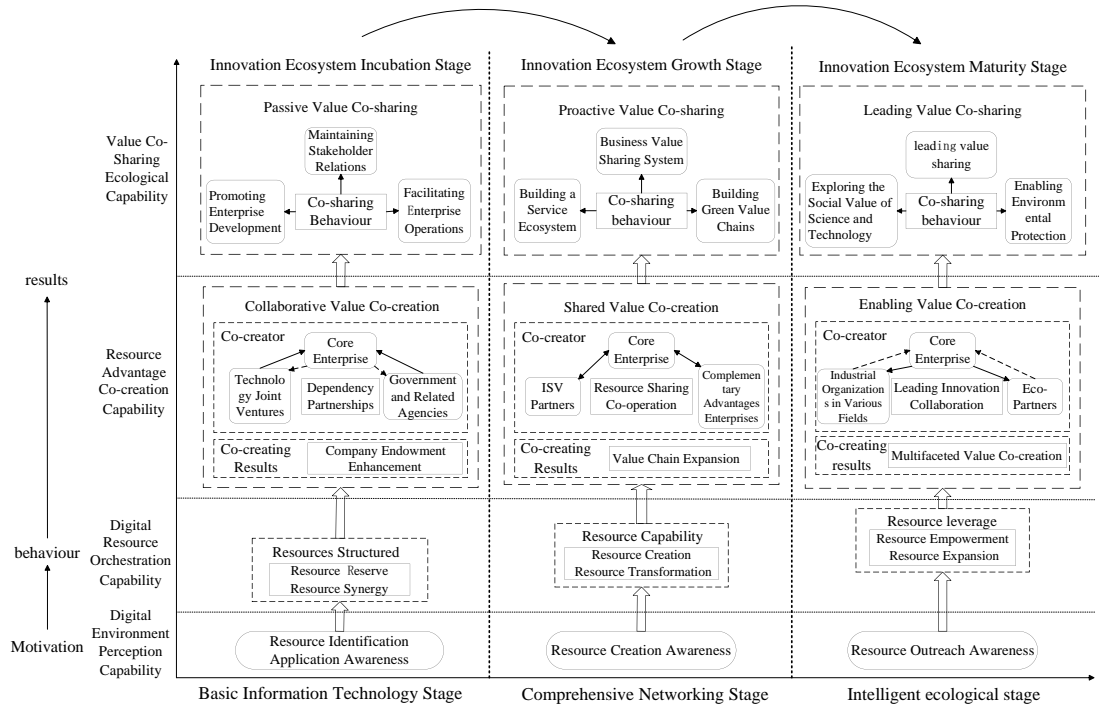 Innovation Ecosystem Incubation Stage
Innovation Ecosystem Growth Stage
Innovation Ecosystem Maturity Stage
Value Co-
Sharing
Ecological
Capability
Passive Value Co-sharing
Maintaining
Stakeholder
Relations
Promoting
Enterprise
Development
Co-sharing
Behaviour
Facilitating
Enterprise
Operations
Proactive Value Co-sharing
Business Value
Sharing System
Building a
Service
Ecosystem
Co-sharing
behaviour
Building
Green Value
Chains
Leading Value Co-sharing
leading value
sharing
Exploring the
Social Value of
Science and
Technology
Co-sharing
behaviour
Enabling
Environm
ental
Protection
results
behaviour
Motivation
Resource
Advantage
Co-creation
Capability
Collaborative Value Co-creation
Co-creator
Core
Enterprise
Technolo
gy Joint
Ventures
Dependency
Partnerships
Government
and Related
Agencies
Co-creating
Results
Company Endowment
Enhancement
Shared Value Co-creation
Co-creator
Core
Enterprise
ISV
Partners
Resource Sharing
Co-operation
Complemen
tary
Advantages
Enterprises
Co-creating
Results
Value Chain Expansion
Enabling Value Co-creation
Co-creator
Core
Enterprise
Industrial
Organization
s in Various
Fields
Leading Innovation
Collaboration
Eco-
Partners
Co-creating
results
Multifaceted Value Co-creation
Digital
Resource
Orchestration
Capability
Resources Structured
Resource Reserve
Resource Synergy
Resource Capability
Resource Creation
Resource Transformation
Resource leverage
Resource Empowerment
Resource Expansion
Digital
Environment
Perception
Capability
Resource Identification
Application Awareness
Resource Creation Awareness
Resource Outreach Awareness
Basic Information Technology Stage
Comprehensive Networking Stage
Intelligent ecological stage